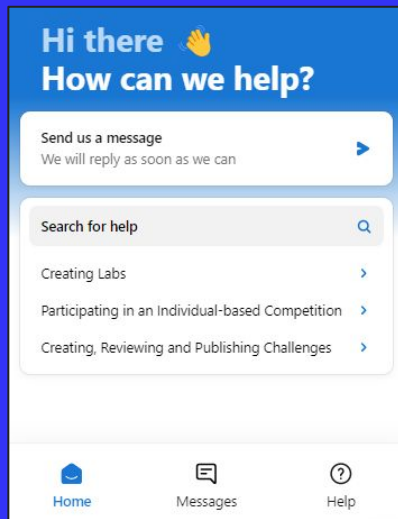 Hi there 👋
How can we help?
Send us a message
We will reply as soon as we can
Search for help
Creating Labs
Participating in an Individual-based Competition
Creating, Reviewing and Publishing Challenges
Home Messages Help